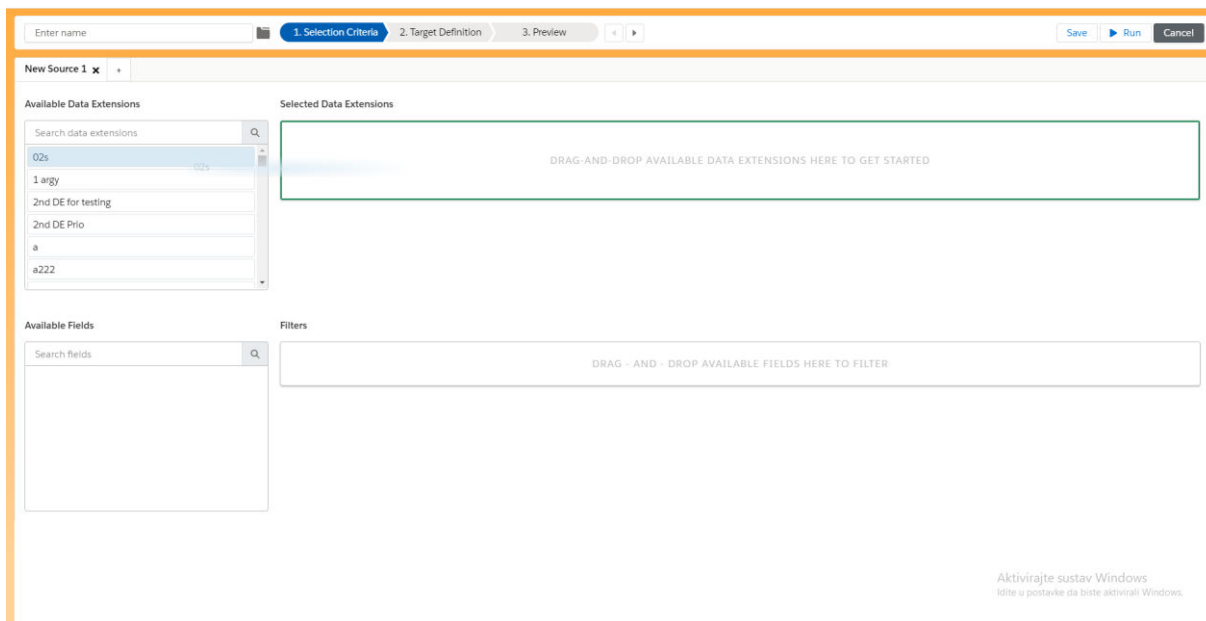 Enter name
1. Selection Criteria
2. Target Definition
3. Preview
Save
Run
Cancel
New Source 1 x +
Available Data Extensions
Selected Data Extensions
Search data extensions
DRAG-AND-DROP AVAILABLE DATA EXTENSIONS HERE TO GET STARTED
02s
02s
1 argy
2nd DE for testing
2nd DE Prio
a
a222
Available Fields
Filters
Search fields
DRAG - AND - DROP AVAILABLE FIELDS HERE TO FILTER
Aktivirajte sustav Windows
Idite u postavke da biste aktivirali Windows.